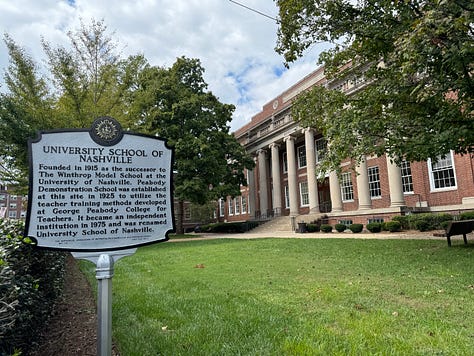 UNIVERSITY SCHOOL OF
NASHVILLE
Founded in 1915 as the successor to
The Winthrop Model School at the
University of Nashville, Peabody
Demonstration School was established
at this site in 1925 to utilize the
teacher training methods developed
at George Peabody College for
Teachers. It became an independent
institution in 1975 and was renamed
University School of Nashville.